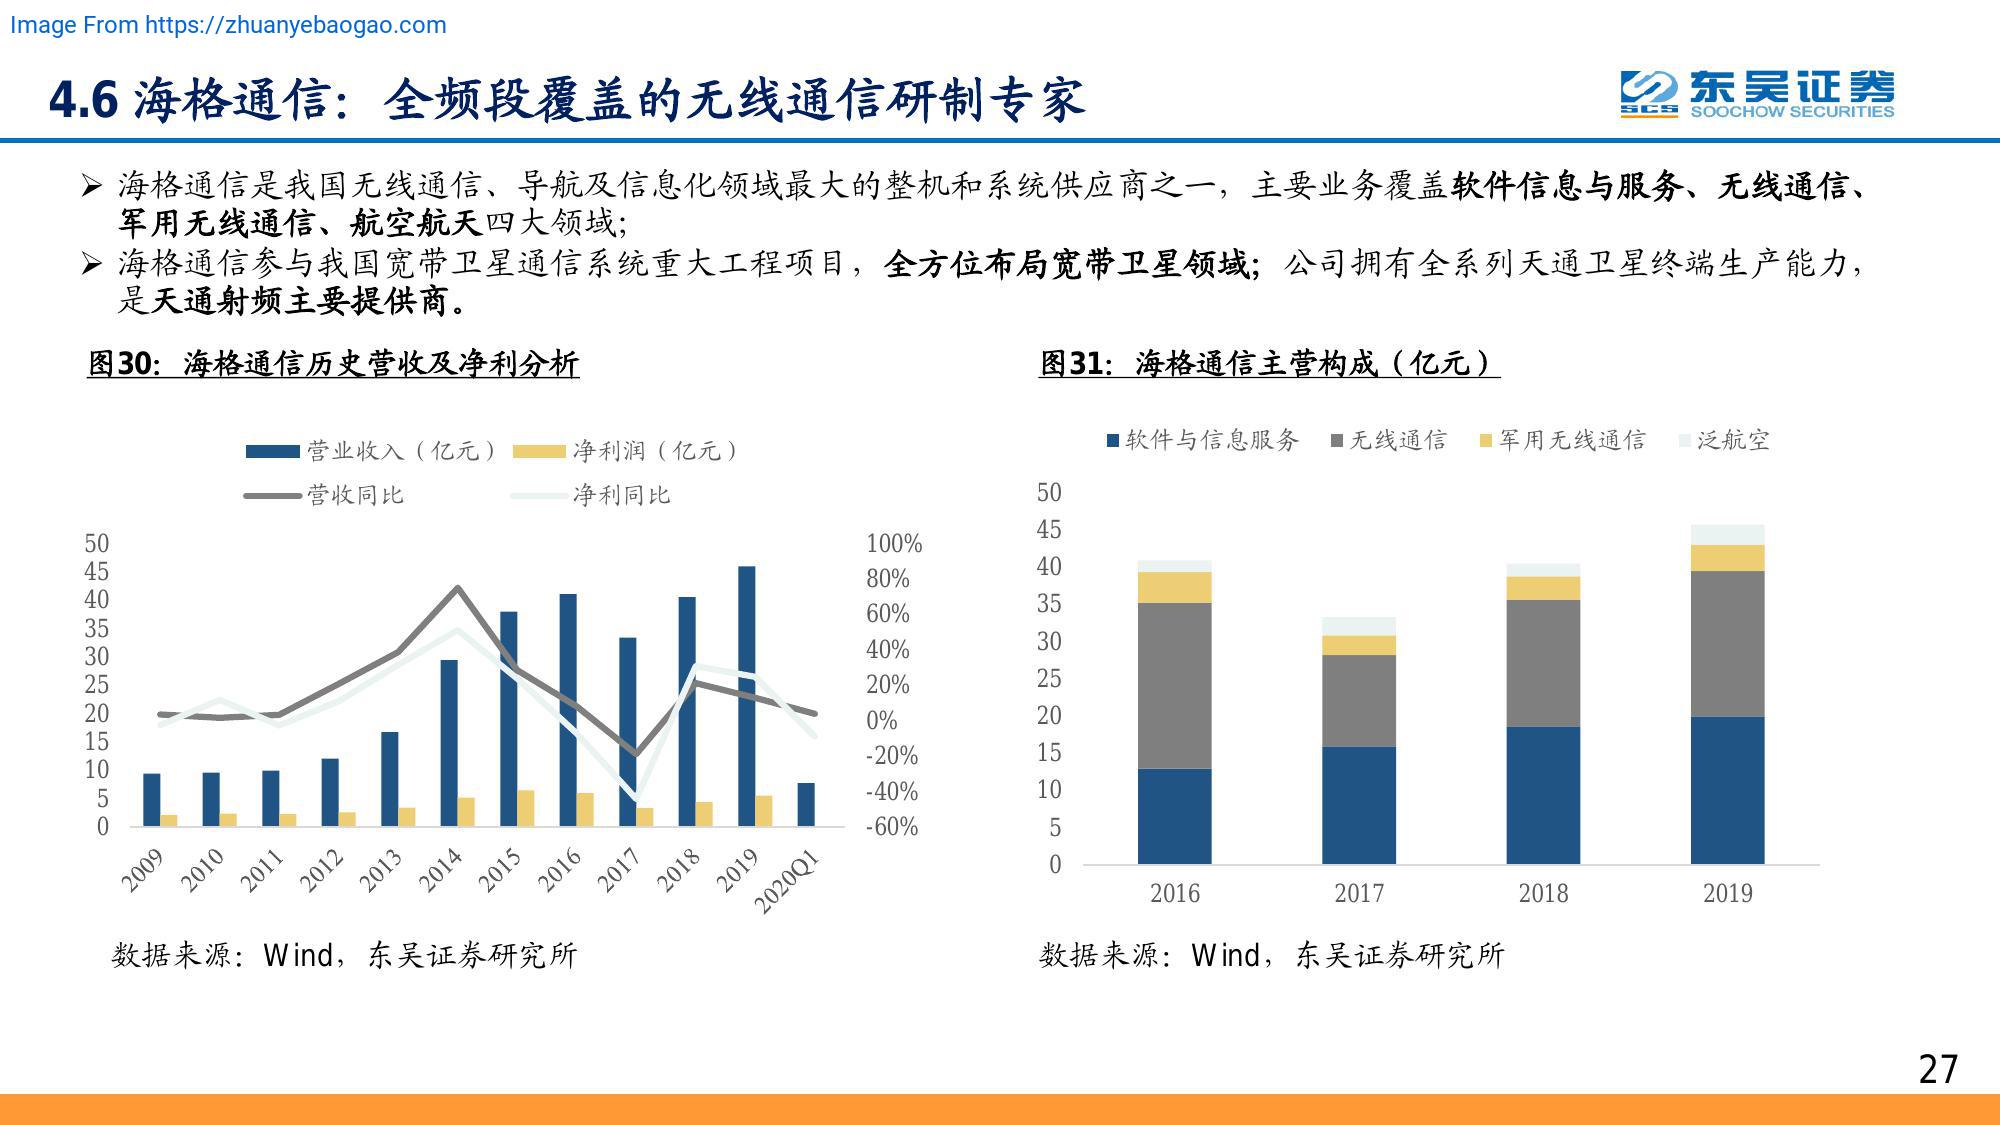 Image From https://zhuanyebaogao.com
4.6 海格通信：全频段覆盖的无线通信研制专家
SCS 东吴证券
SOOCHOW SECURITIES
➢ 海格通信是我国无线通信、导航及信息化领域最大的整机和系统供应商之一，主要业务覆盖软件信息与服务、无线通信、
军用无线通信、航空航天四大领域；
➢ 海格通信参与我国宽带卫星通信系统重大工程项目，全方位布局宽带卫星领域；公司拥有全系列天通卫星终端生产能力，
是天通射频主要提供商。
图30：海格通信历史营收及净利分析
营业收入（亿元） 净利润（亿元）
营收同比 净利同比
50
45
40
35
30
25
20
15
10
5
0
100%
80%
60%
40%
20%
0%
-20%
-40%
-60%
2009 2010 2011 2012 2013 2014 2015 2016 2017 2018 2019 2020Q1
数据来源：Wind，东吴证券研究所
图31：海格通信主营构成（亿元）
软件与信息服务 无线通信 军用无线通信 泛航空
50
45
40
35
30
25
20
15
10
5
0
2016 2017 2018 2019
数据来源：Wind，东吴证券研究所
27